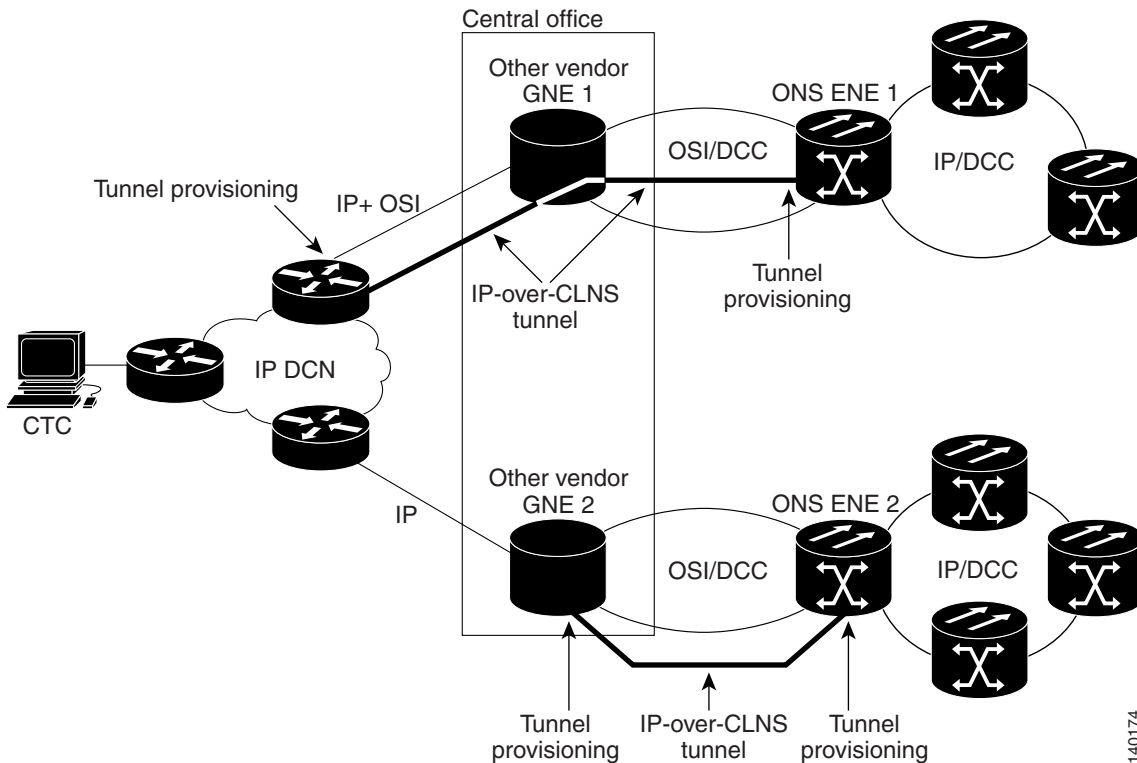 Central office
Other vendor
GNE 1
ONS ENE 1
OSI/DCC
IP/DCC
Tunnel provisioning
IP+ OSI
IP-over-CLNS
tunnel
Tunnel
provisioning
IP DCN
CTC
Other vendor
GNE 2
ONS ENE 2
IP
OSI/DCC
IP/DCC
Tunnel
provisioning
IP-over-CLNS
tunnel
Tunnel
provisioning
140174